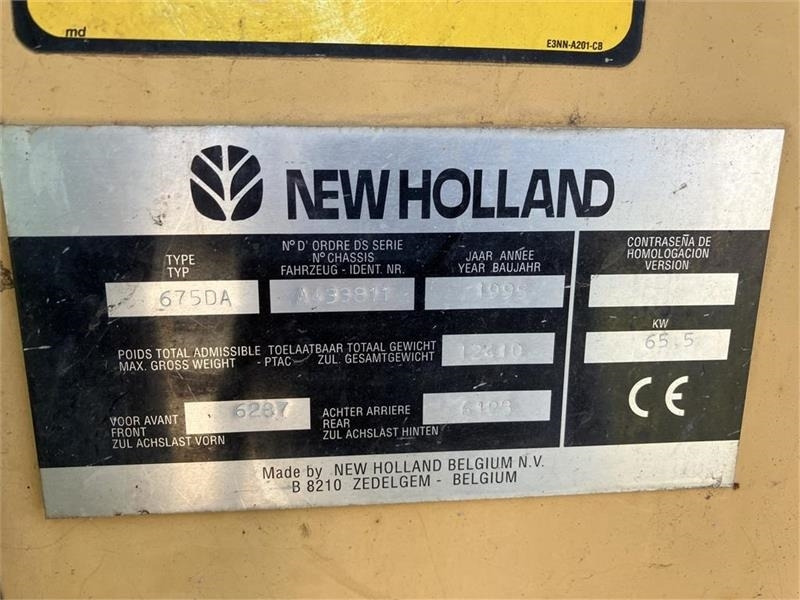 md
E3NN-A201-CB
NEW HOLLAND
TYPE
TYP
675DA
N° D' ORDRE DS SERIE
N° CHASSIS
FAHRZEUG - IDENT. NR.
A433811
JAAR ANNÉE
YEAR BAUJAHR
1995
CONTRASEÑA DE
HOMOLOGACION
VERSION
KW
65.5
POIDS TOTAL ADMISSIBLE - TOELAATBAAR TOTAAL GEWICHT
MAX. GROSS WEIGHT - PTAC ZUL. GESAMTGEWICHT
VOOR AVANT
FRONT
ZUL ACHSLAST VORN
6287
ACHTER ARRIERE
REAR
ZUL ACHSLAST HINTEN
CE
Made by NEW HOLLAND BELGIUM N.V.
B 8210 ZEDELGEM - BELGIUM